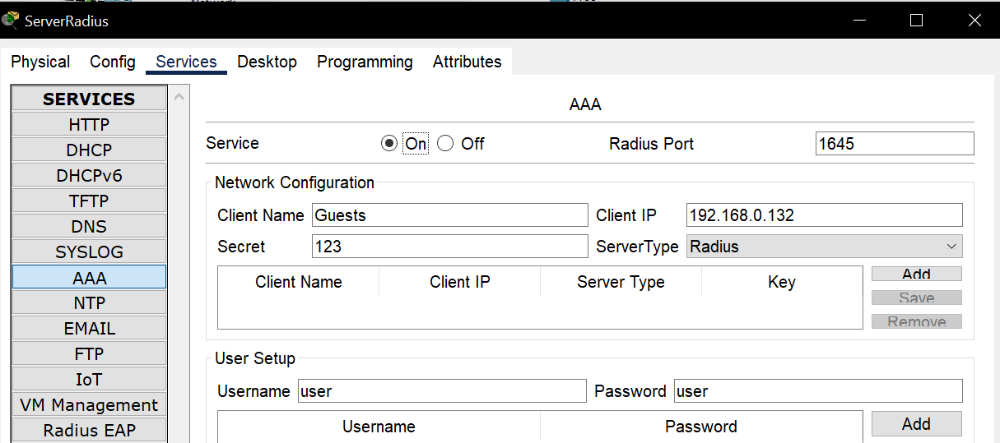 ServerRadius
Physical Config Services Desktop Programming Attributes
SERVICES
HTTP
DHCP
DHCPv6
TFTP
DNS
SYSLOG
AAA
NTP
EMAIL
FTP
IoT
VM Management
Radius EAP
AAA
Service On Off Radius Port 1645
Network Configuration
Client Name Guests Client IP 192.168.0.132
Secret 123 ServerType Radius
Client Name Client IP Server Type Key
Add
Save
Remove
User Setup
Username user Password user
Username Password Add